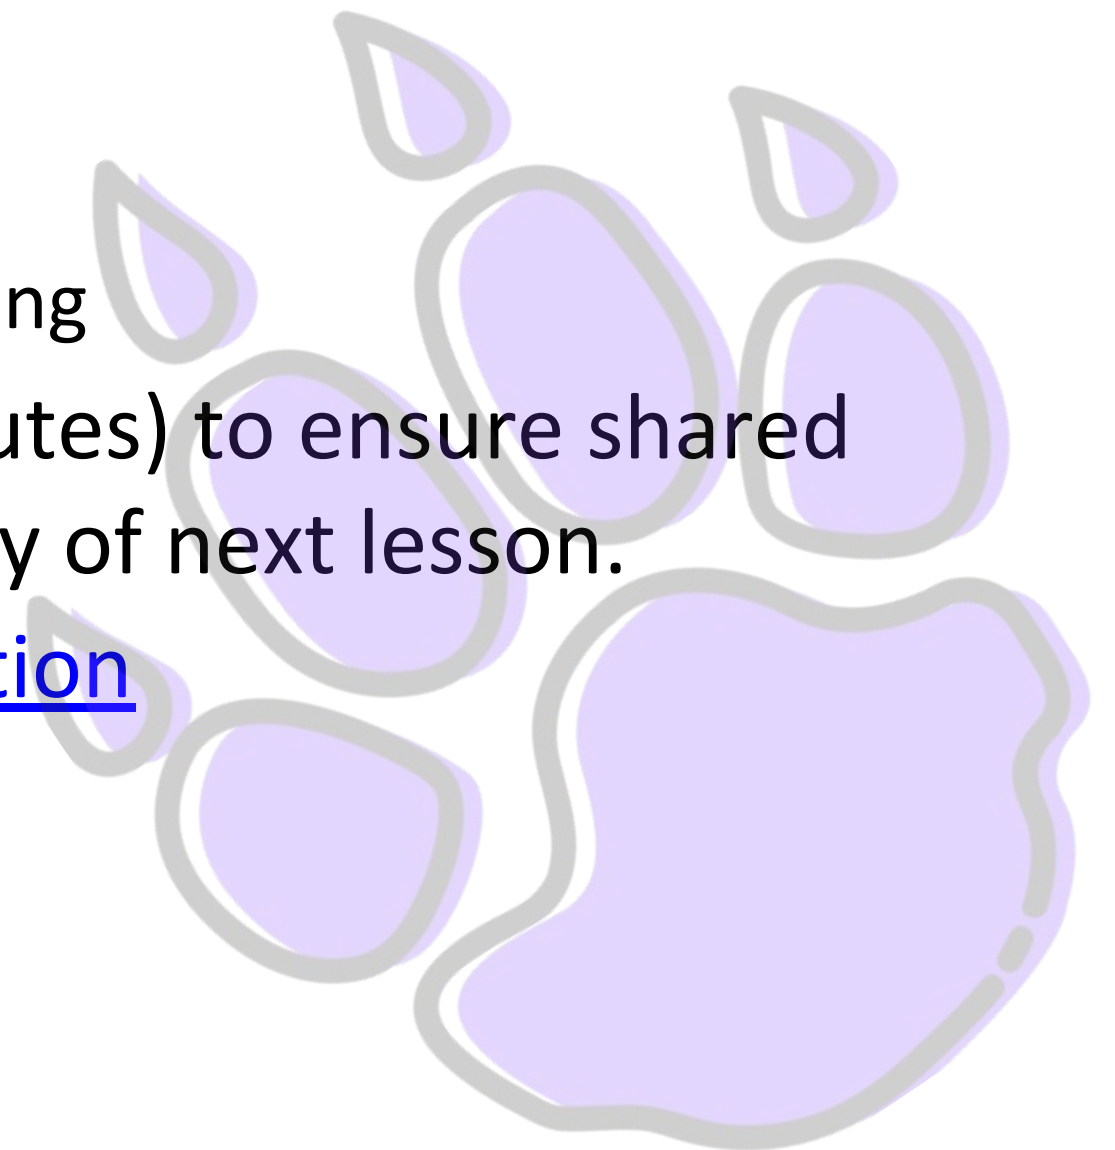 ng
utes) to ensure shared
y of next lesson.
tion